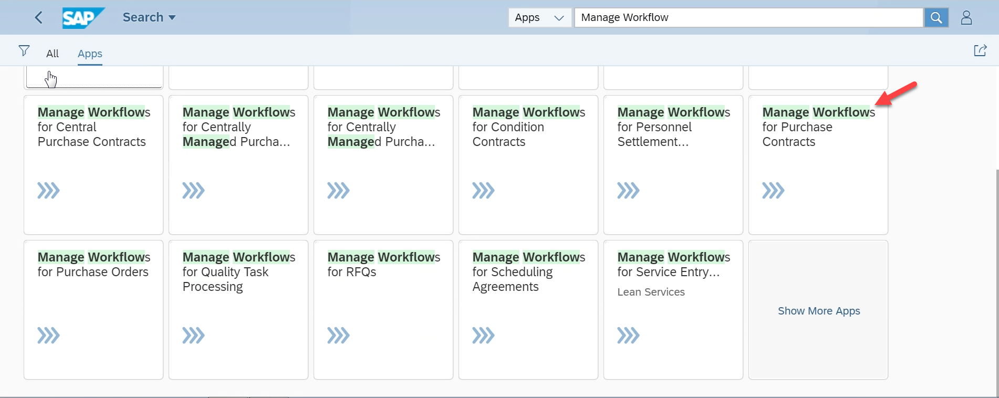 SAP Search
Apps
Manage Workflow
All
Apps
Manage Workflows
for Central
Purchase Contracts
Manage Workflows
for Centrally
Managed Purcha...
Manage Workflows
for Centrally
Managed Purcha...
Manage Workflows
for Condition
Contracts
Manage Workflows
for Personnel
Settlement...
Manage Workflows
for Purchase
Contracts
Manage Workflows
for Purchase Orders
Manage Workflows
for Quality Task
Processing
Manage Workflows
for RFQs
Manage Workflows
for Scheduling
Agreements
Manage Workflows
for Service Entry...
Lean Services
Show More Apps